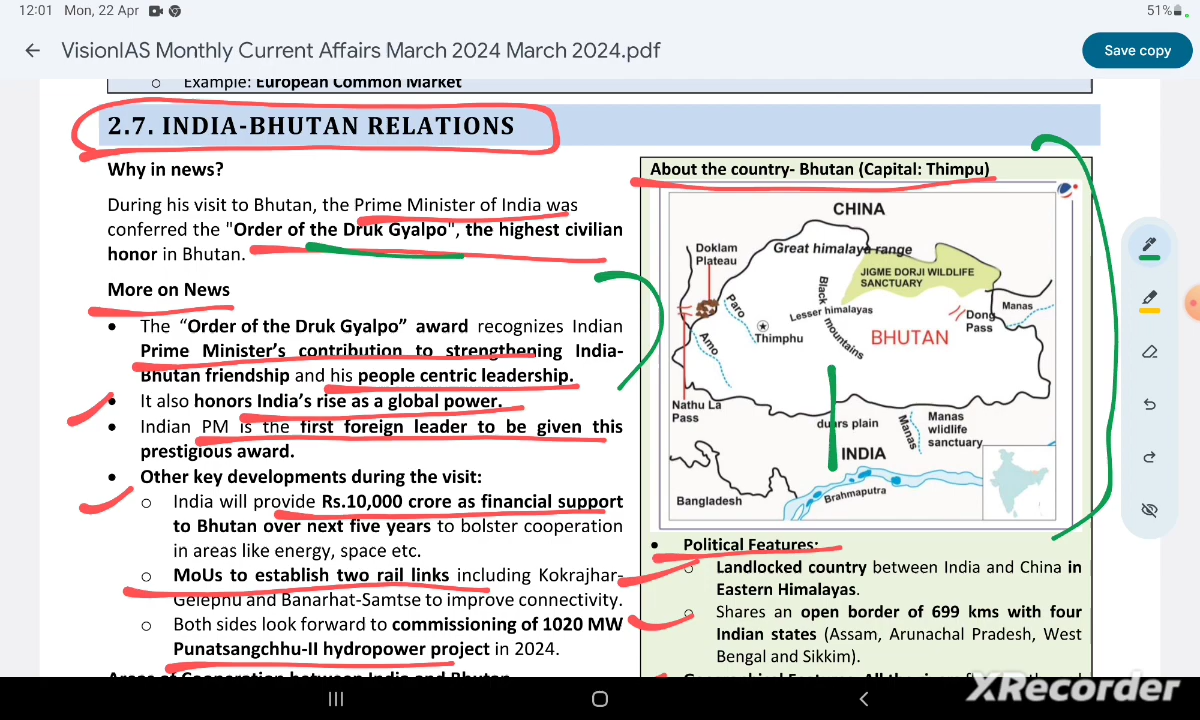 12:01 Mon, 22 Apr
51%
VisionIAS Monthly Current Affairs March 2024 March 2024.pdf
Save copy
o Example: European Common Market
2.7. INDIA-BHUTAN RELATIONS
Why in news?
During his visit to Bhutan, the Prime Minister of India was
conferred the "Order of the Druk Gyalpo", the highest civilian
honor in Bhutan.
More on News
• The “Order of the Druk Gyalpo” award recognizes Indian
Prime Minister’s contribution to strengthening India-
Bhutan friendship and his people centric leadership.
• It also honors India’s rise as a global power.
• Indian PM is the first foreign leader to be given this
prestigious award.
• Other key developments during the visit:
o India will provide Rs.10,000 crore as financial support
to Bhutan over next five years to bolster cooperation
in areas like energy, space etc.
o MoUs to establish two rail links including Kokrajhar-
Gelephu and Banarhat-Samtse to improve connectivity.
o Both sides look forward to commissioning of 1020 MW
Punatsangchhu-II hydropower project in 2024.
Areas of Cooperation between India and Bhutan
About the country- Bhutan (Capital: Thimpu)
CHINA
Doklam
Plateau
Great himalaya range
JIGME DORJI WILDLIFE
SANCTUARY
Black mountains
Lesser himalayas
Paro
Amo
Thimphu
BHUTAN
Dong
Pass
Manas
Nathu La
Pass
duars plain
Manas
Manas
wildlife
sanctuary
INDIA
Bangladesh
Brahmaputra
• Political Features:
o Landlocked country between India and China in
Eastern Himalayas.
o Shares an open border of 699 kms with four
Indian states (Assam, Arunachal Pradesh, West
Bengal and Sikkim).
XRecorder